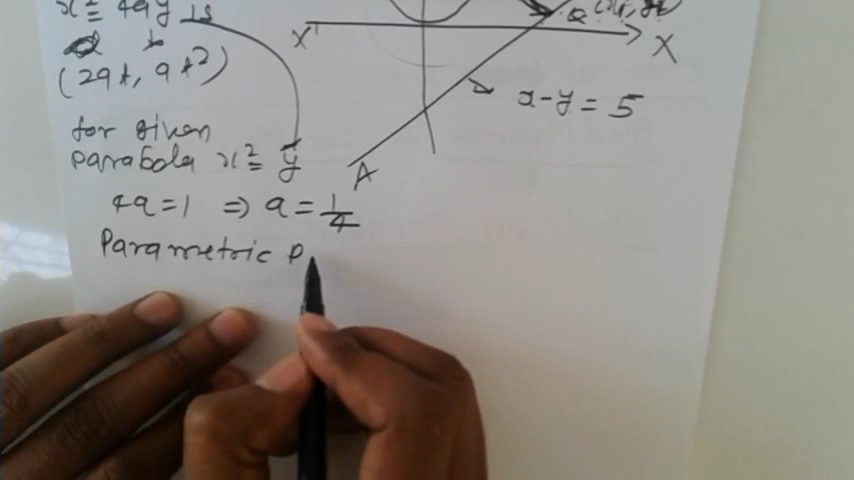 x² = 4ay is
(2at, at²)
for given
parabola x² = y
4a = 1 ⇒ a = 1/4
Parametric P
X'
X
Q
x - y = 5
A